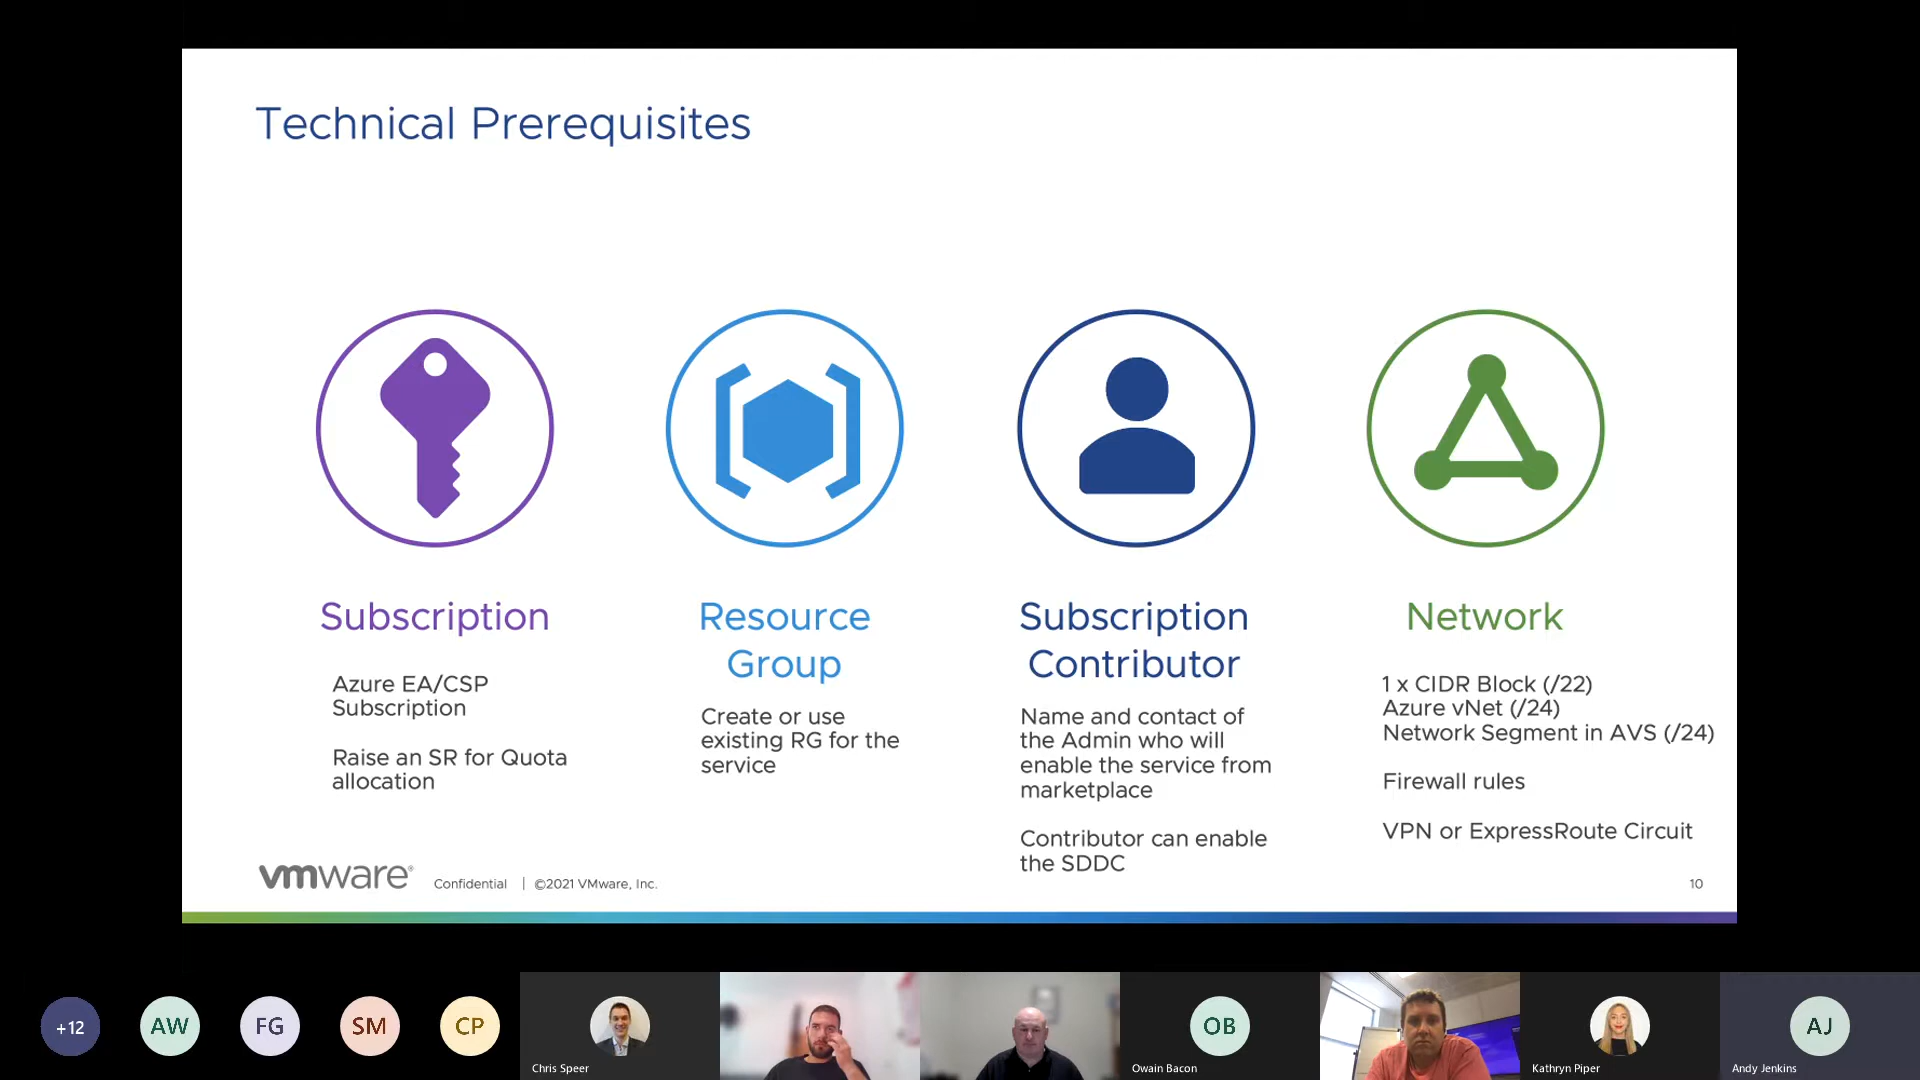 Technical Prerequisites
Subscription
Azure EA/CSP
Subscription
Raise an SR for Quota
allocation
Resource
Group
Create or use
existing RG for the
service
Subscription
Contributor
Name and contact of
the Admin who will
enable the service from
marketplace
Contributor can enable
the SDDC
Network
1 x CIDR Block (/22)
Azure vNet (/24)
Network Segment in AVS (/24)
Firewall rules
VPN or ExpressRoute Circuit
vmware®
Confidential | ©2021 VMware, Inc.
10
+12
AW
FG
SM
CP
Chris Speer
OB
Owain Bacon
Kathryn Piper
AJ
Andy Jenkins